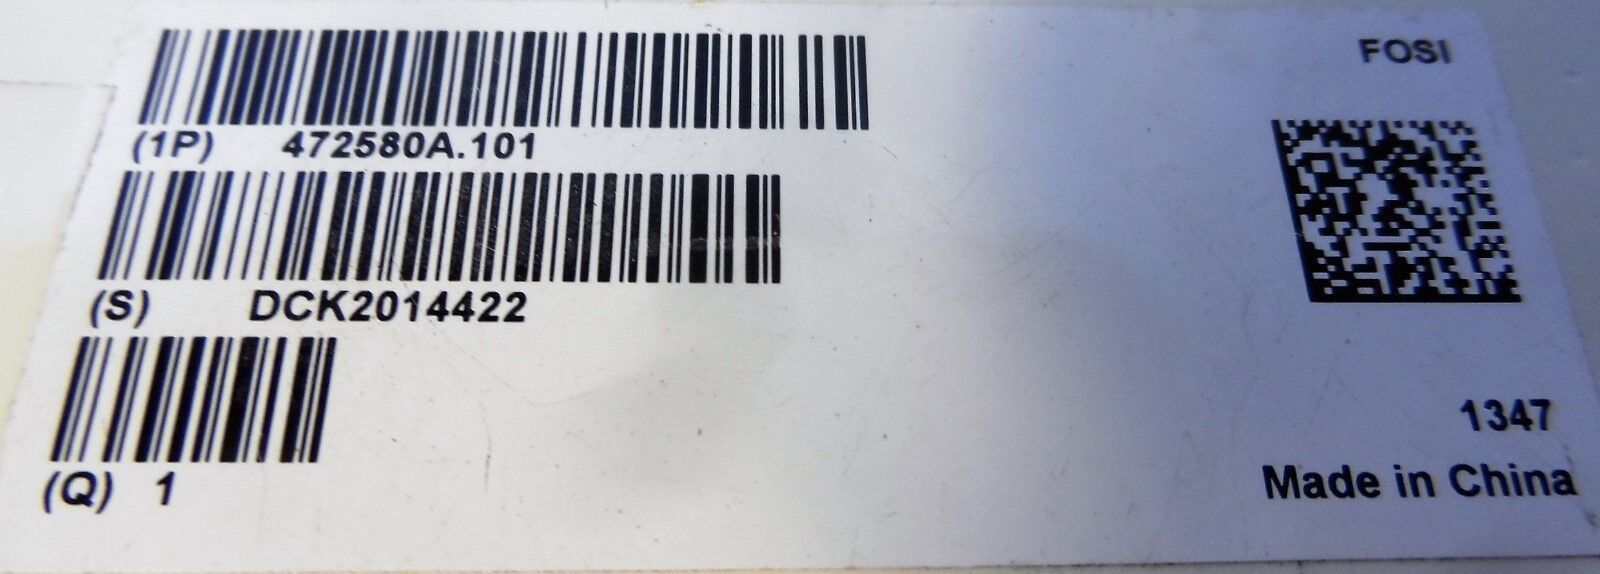 FOSI
(1P) 472580A.101
(S) DCK2014422
1347
Made in China
(Q) 1